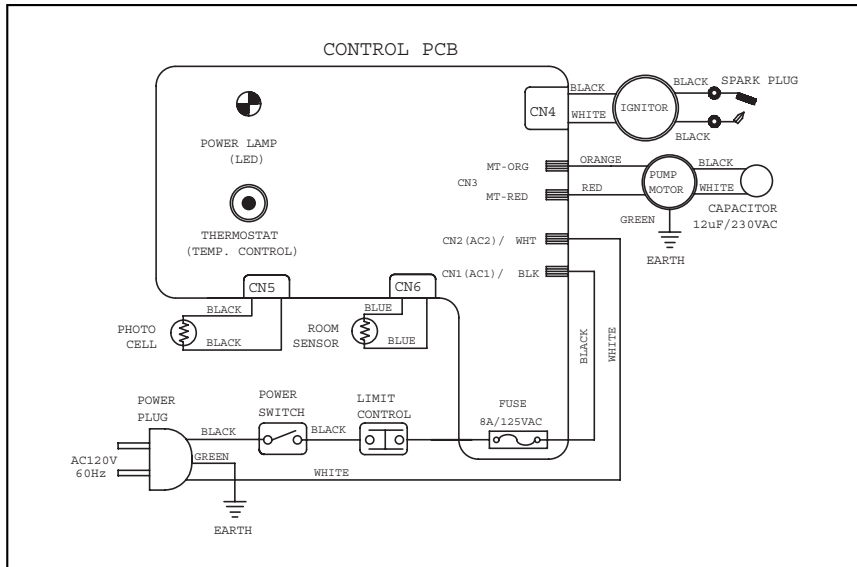 CONTROL PCB
POWER LAMP
(LED)
THERMOSTAT
(TEMP. CONTROL)
CN4
BLACK
WHITE
IGNITOR
BLACK
SPARK PLUG
BLACK
MT-ORG
CN3
MT-RED
ORANGE
RED
PUMP
MOTOR
BLACK
WHITE
CAPACITOR
12uF/230VAC
GREEN
EARTH
CN2(AC2)/ WHT
CN1(AC1)/ BLK
CN5
BLACK
PHOTO
CELL
BLACK
CN6
BLUE
ROOM
SENSOR
BLUE
BLACK
WHITE
POWER
PLUG
AC120V
60Hz
BLACK
GREEN
WHITE
EARTH
POWER
SWITCH
BLACK
LIMIT
CONTROL
FUSE
8A/125VAC